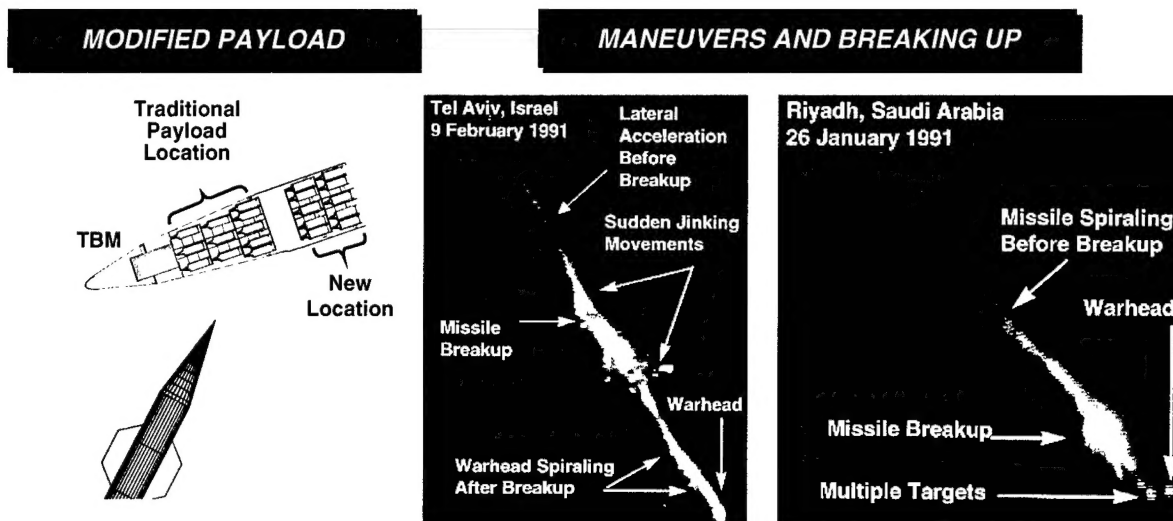 MODIFIED PAYLOAD
Traditional
Payload
Location
TBM
New
Location
MANEUVERS AND BREAKING UP
Tel Aviv, Israel
9 February 1991
Lateral
Acceleration
Before
Breakup
Sudden Jinking
Movements
Missile
Breakup
Warhead
Warhead Spiraling
After Breakup
Riyadh, Saudi Arabia
26 January 1991
Missile Spiraling
Before Breakup
Warhead
Missile Breakup
Multiple Targets